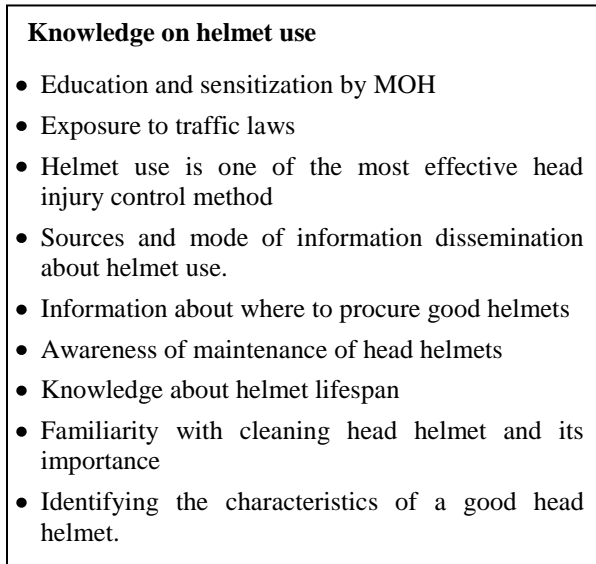 Knowledge on helmet use
• Education and sensitization by MOH
• Exposure to traffic laws
• Helmet use is one of the most effective head
injury control method
• Sources and mode of information dissemination
about helmet use.
• Information about where to procure good helmets
• Awareness of maintenance of head helmets
• Knowledge about helmet lifespan
• Familiarity with cleaning head helmet and its
importance
• Identifying the characteristics of a good head
helmet.